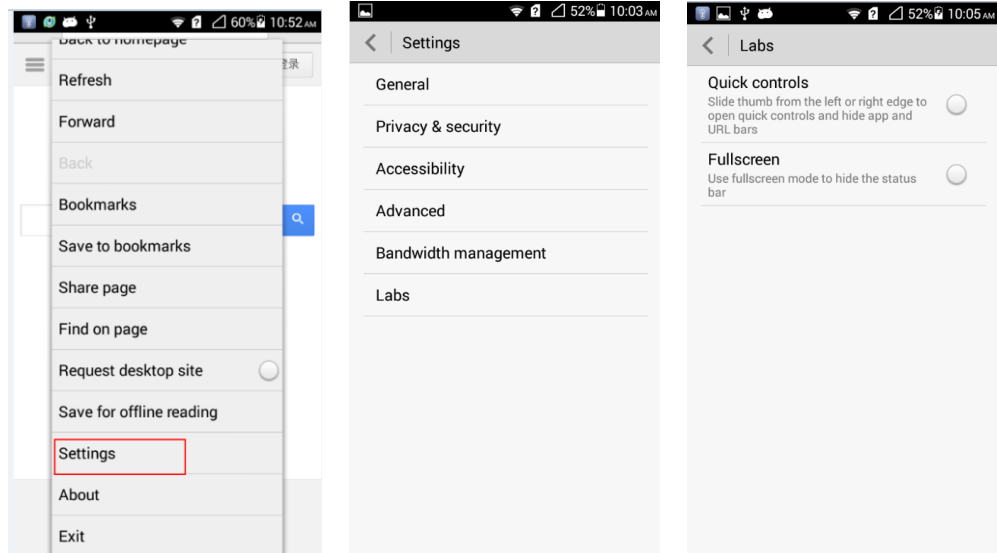 60% 10:52 AM
Back to homepage
登录
Refresh
Forward
Back
Bookmarks
Save to bookmarks
Share page
Find on page
Request desktop site
Save for offline reading
Settings
About
Exit
52% 10:03 AM
Settings
General
Privacy & security
Accessibility
Advanced
Bandwidth management
Labs
52% 10:05 AM
Labs
Quick controls
Slide thumb from the left or right edge to
open quick controls and hide app and
URL bars
Fullscreen
Use fullscreen mode to hide the status
bar